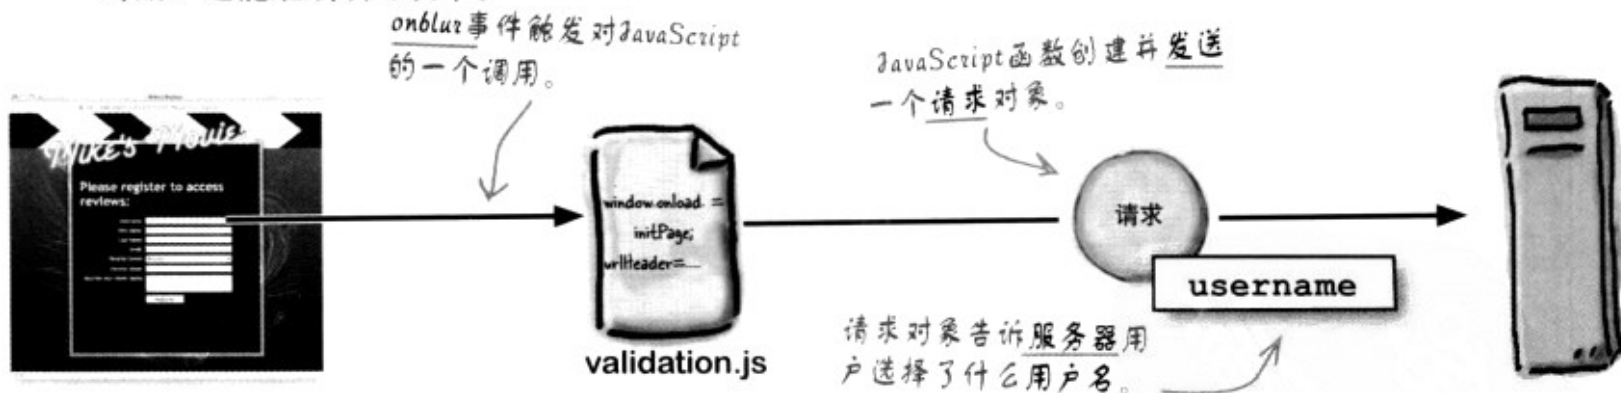 onblur事件触发对JavaScript
的一个调用。
JavaScript函数创建并发送
一个请求对象。
Mike's Movies
Please register to access
reviews:
window.onload =
initPage;
urlHeader=...
请求
username
validation.js
请求对象告诉服务器用
户选择了什么用户名。